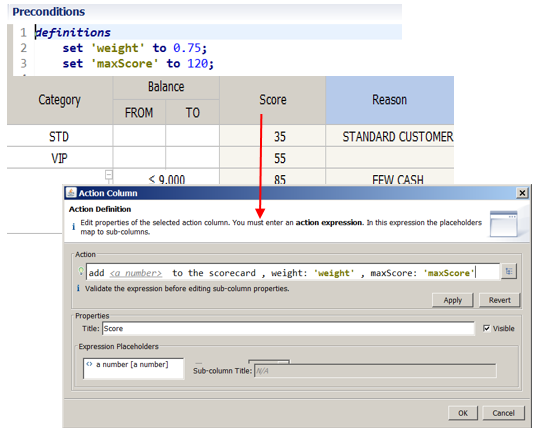 Preconditions
1 definitions
2 set 'weight' to 0.75;
3 set 'maxScore' to 120;
Category Balance Score Reason
FROM TO
STD 35 STANDARD CUSTOMER
VIP 55
< 9,000 85 FEW CASH
Action Column
Action Definition
Edit properties of the selected action column. You must enter an action expression. In this expression the placeholders
map to sub-columns.
Action
add <a number> to the scorecard , weight: 'weight' , maxScore: 'maxScore'
Validate the expression before editing sub-column properties.
Apply Revert
Properties
Title: Score Visible
Expression Placeholders
<> a number [a number]
Sub-column Title: N/A
OK Cancel